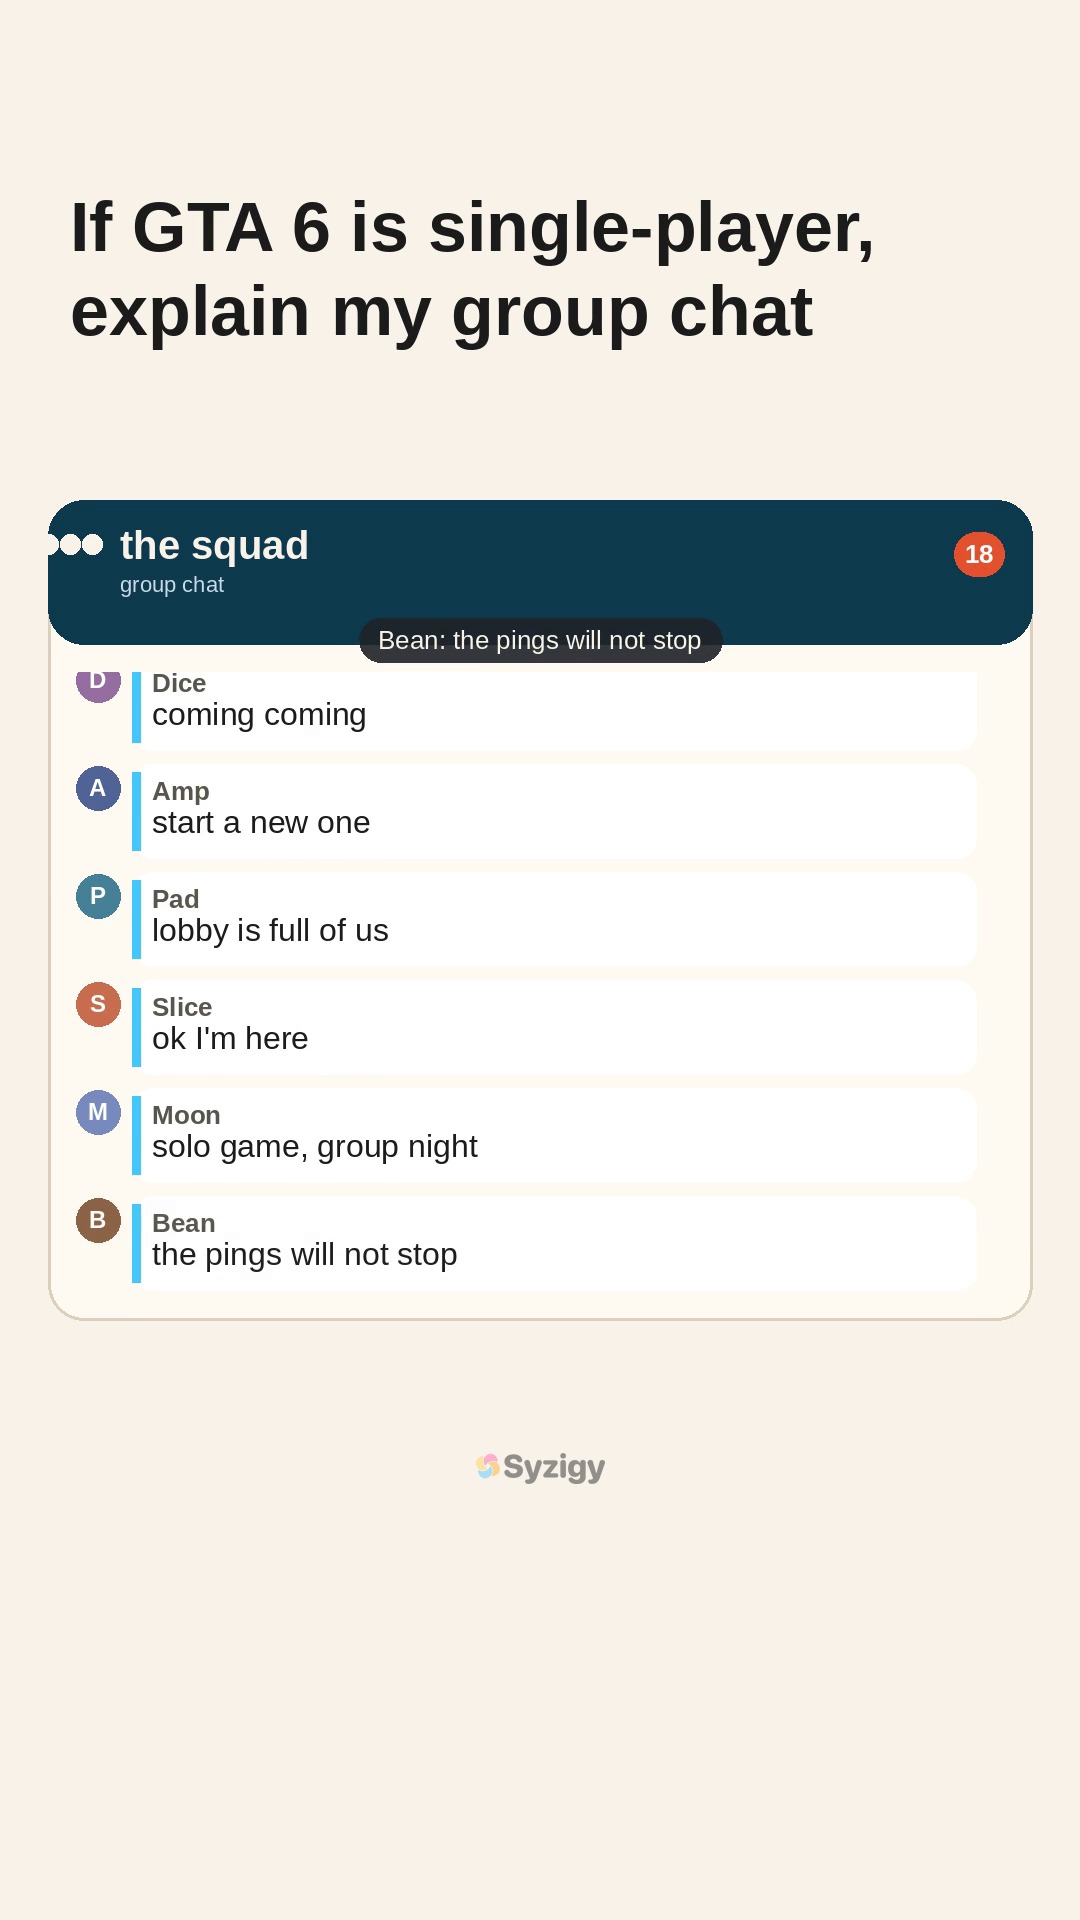 If GTA 6 is single-player,
explain my group chat
the squad
group chat
18
Bean: the pings will not stop
D
Dice
coming coming
A
Amp
start a new one
P
Pad
lobby is full of us
S
Slice
ok I'm here
M
Moon
solo game, group night
B
Bean
the pings will not stop
Syzigy